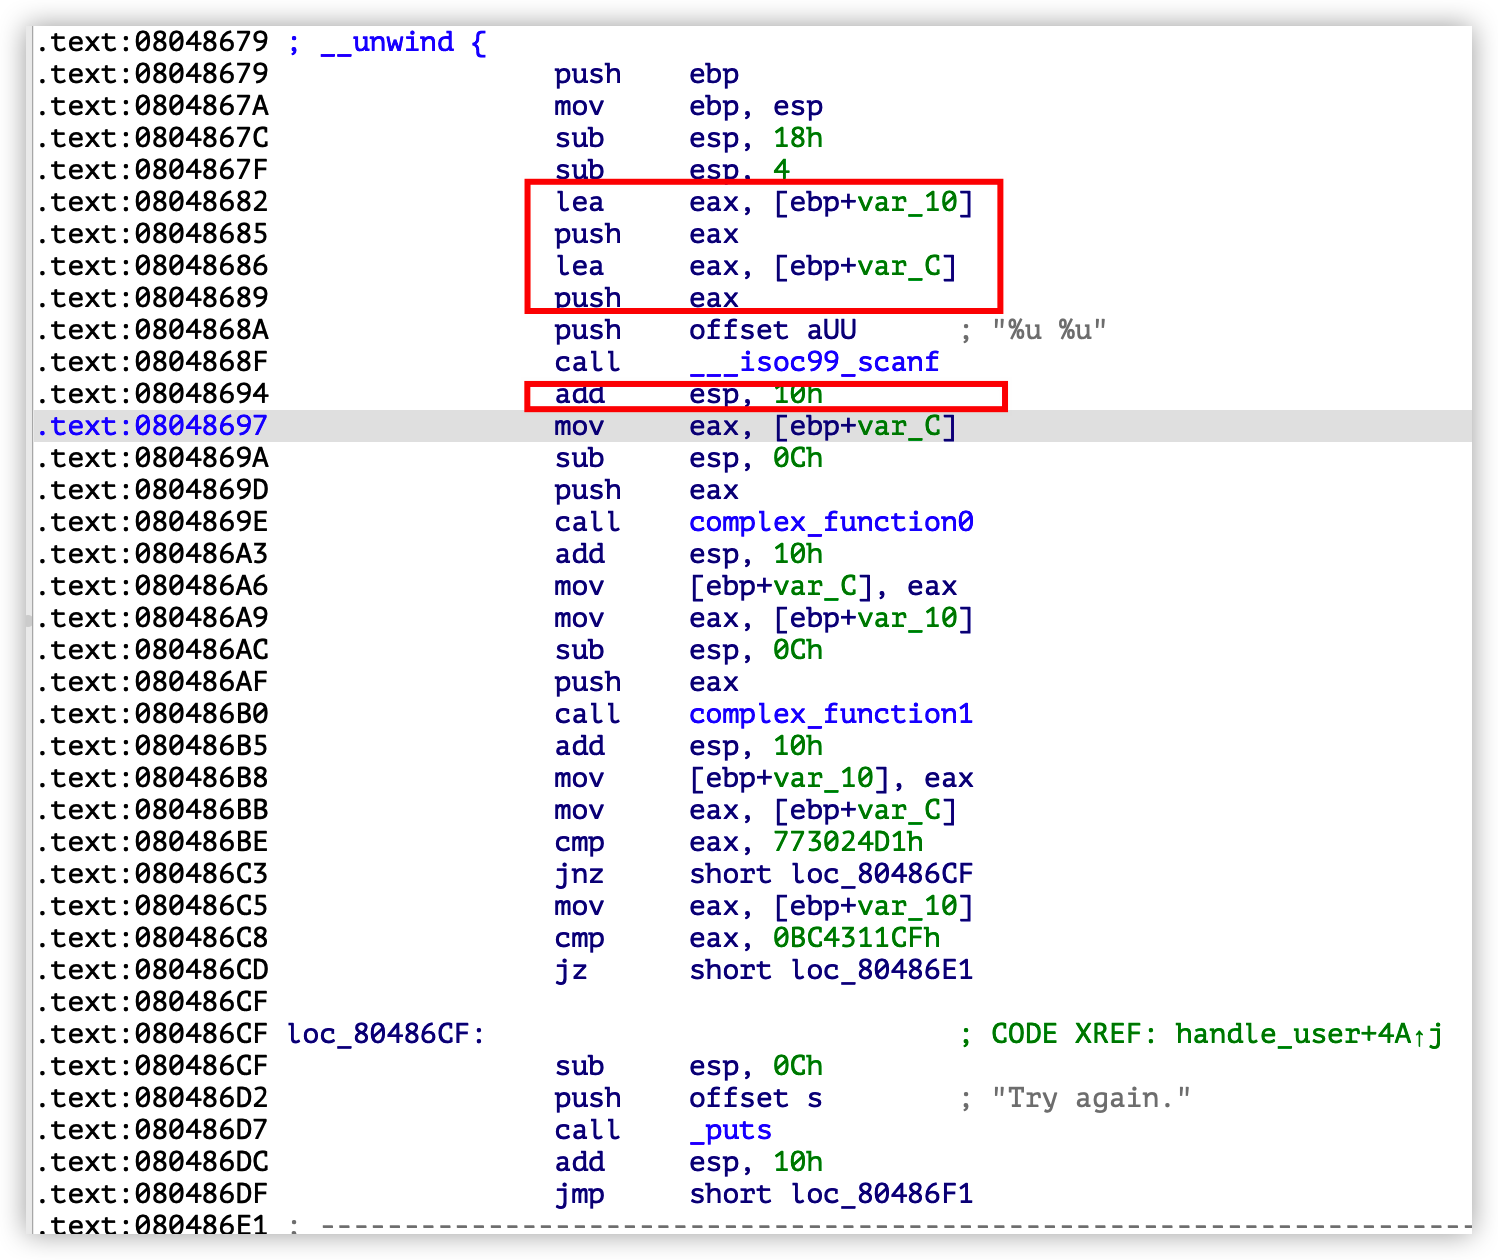 .text:08048679 ; __unwind {
.text:08048679 push ebp
.text:0804867A mov ebp, esp
.text:0804867C sub esp, 18h
.text:0804867F sub esp, 4
.text:08048682 lea eax, [ebp+var_10]
.text:08048685 push eax
.text:08048686 lea eax, [ebp+var_C]
.text:08048689 push eax
.text:0804868A push offset aUU ; "%u %u"
.text:0804868F call ___isoc99_scanf
.text:08048694 add esp, 10h
.text:08048697 mov eax, [ebp+var_C]
.text:0804869A sub esp, 0Ch
.text:0804869D push eax
.text:0804869E call complex_function0
.text:080486A3 add esp, 10h
.text:080486A6 mov [ebp+var_C], eax
.text:080486A9 mov eax, [ebp+var_10]
.text:080486AC sub esp, 0Ch
.text:080486AF push eax
.text:080486B0 call complex_function1
.text:080486B5 add esp, 10h
.text:080486B8 mov [ebp+var_10], eax
.text:080486BB mov eax, [ebp+var_C]
.text:080486BE cmp eax, 773024D1h
.text:080486C3 jnz short loc_80486CF
.text:080486C5 mov eax, [ebp+var_10]
.text:080486C8 cmp eax, 0BC4311CFh
.text:080486CD jz short loc_80486E1
.text:080486CF
.text:080486CF loc_80486CF: ; CODE XREF: handle_user+4A↑j
.text:080486CF sub esp, 0Ch
.text:080486D2 push offset s ; "Try again."
.text:080486D7 call _puts
.text:080486DC add esp, 10h
.text:080486DF jmp short loc_80486F1
.text:080486E1 ; ---------------------------------------------------------------------------